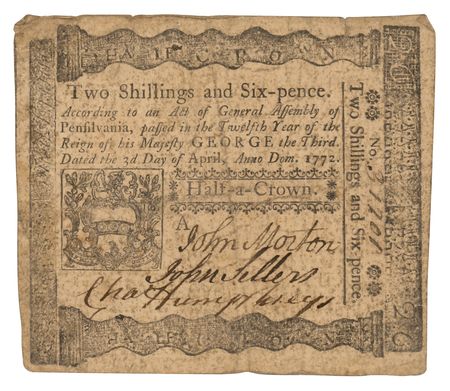 HALF CROWN
Two Shillings and Six-pence.
According to an Act of General Assembly of
Pensilvania, passed in the Twelfth Year of the
Reign of his Majesty GEORGE the Third.
Dated the 3d Day of April, Anno Dom. 1772.
Half-a-Crown.
A
John Morton
John Sellers
Cha Humphreys
Two Shillings and Six-pence.
No.